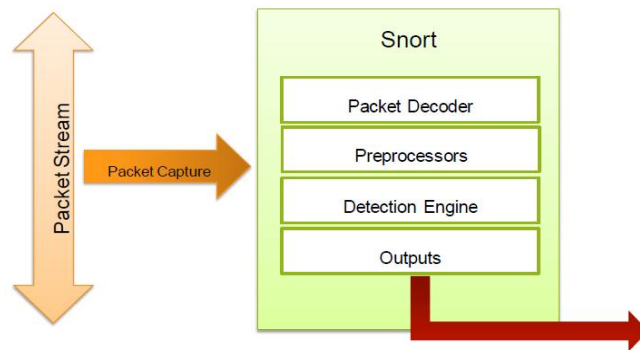 Packet Stream
Packet Capture
Snort
Packet Decoder
Preprocessors
Detection Engine
Outputs